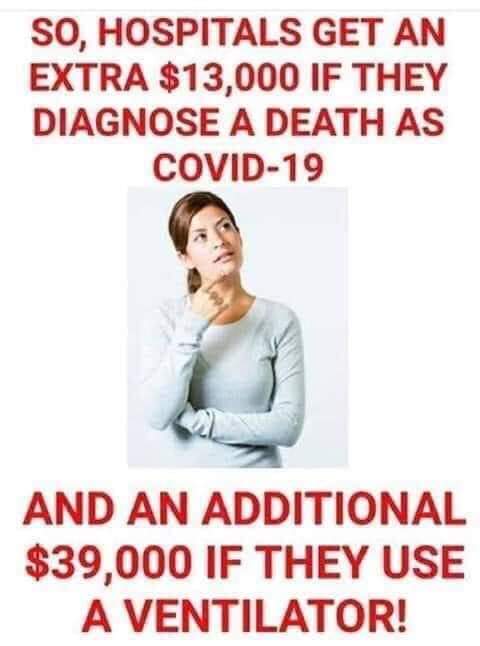 SO, HOSPITALS GET AN
EXTRA $13,000 IF THEY
DIAGNOSE A DEATH AS
COVID-19
AND AN ADDITIONAL
$39,000 IF THEY USE
A VENTILATOR!